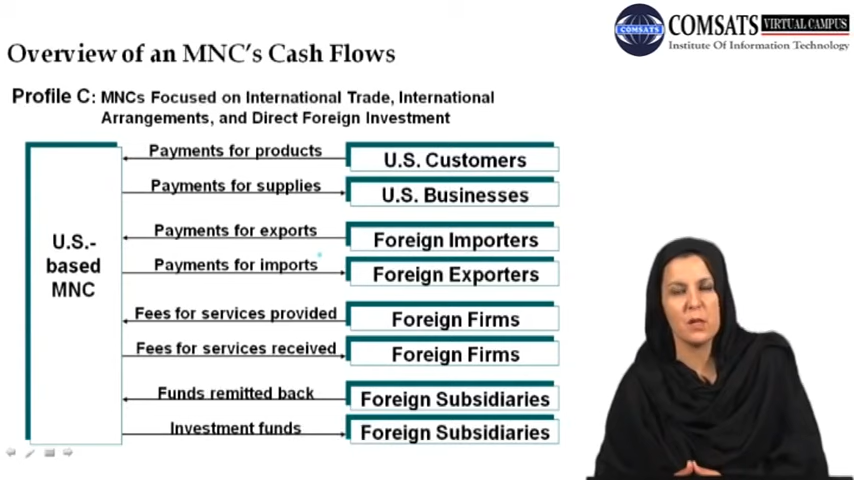 COMSATS VIRTUAL CAMPUS
Institute Of Information Technology
COMSATS
Overview of an MNC's Cash Flows
Profile C: MNCs Focused on International Trade, International
Arrangements, and Direct Foreign Investment
U.S.-
based
MNC
Payments for products
U.S. Customers
Payments for supplies
U.S. Businesses
Payments for exports
Foreign Importers
Payments for imports
Foreign Exporters
Fees for services provided
Foreign Firms
Fees for services received
Foreign Firms
Funds remitted back
Foreign Subsidiaries
Investment funds
Foreign Subsidiaries